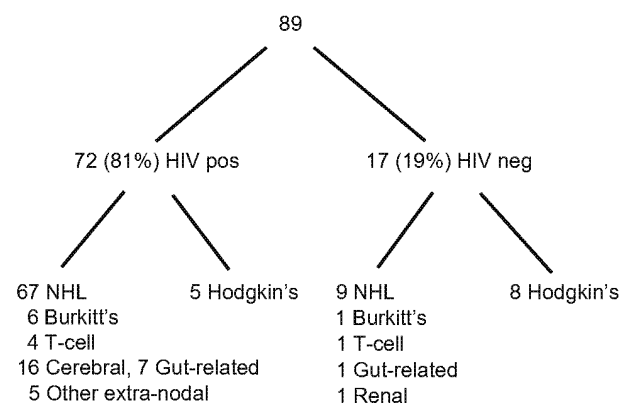 89
72 (81%) HIV pos
17 (19%) HIV neg
67 NHL
6 Burkitt's
4 T-cell
16 Cerebral, 7 Gut-related
5 Other extra-nodal
5 Hodgkin's
9 NHL
1 Burkitt's
1 T-cell
1 Gut-related
1 Renal
8 Hodgkin's